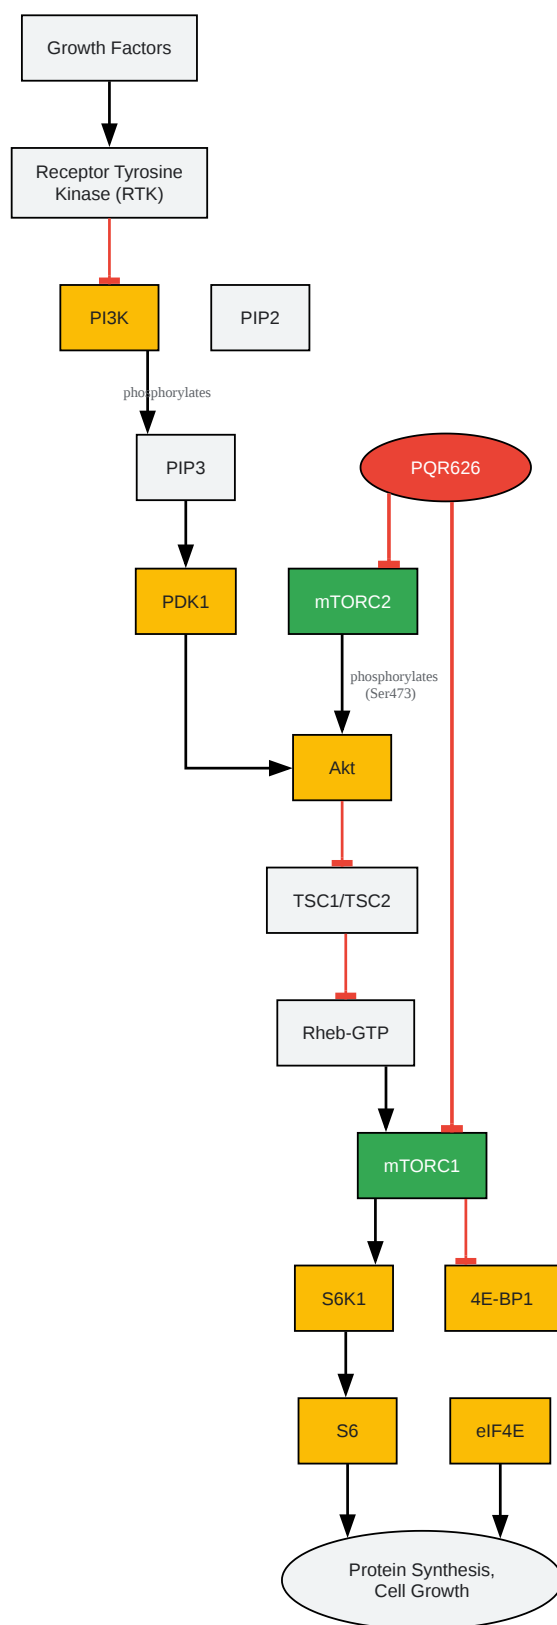 Growth Factors
Receptor Tyrosine
Kinase (RTK)
PI3K
PIP2
phosphorylates
PIP3
PQR626
PDK1
mTORC2
phosphorylates
(Ser473)
Akt
TSC1/TSC2
Rheb-GTP
mTORC1
S6K1
4E-BP1
S6
eIF4E
Protein Synthesis,
Cell Growth